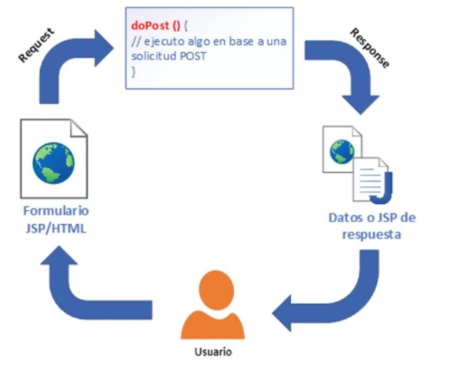 Request
doPost () {
// ejecuto algo en base a una
solicitud POST
}
Response
Formulario
JSP/HTML
Datos o JSP de
respuesta
Usuario